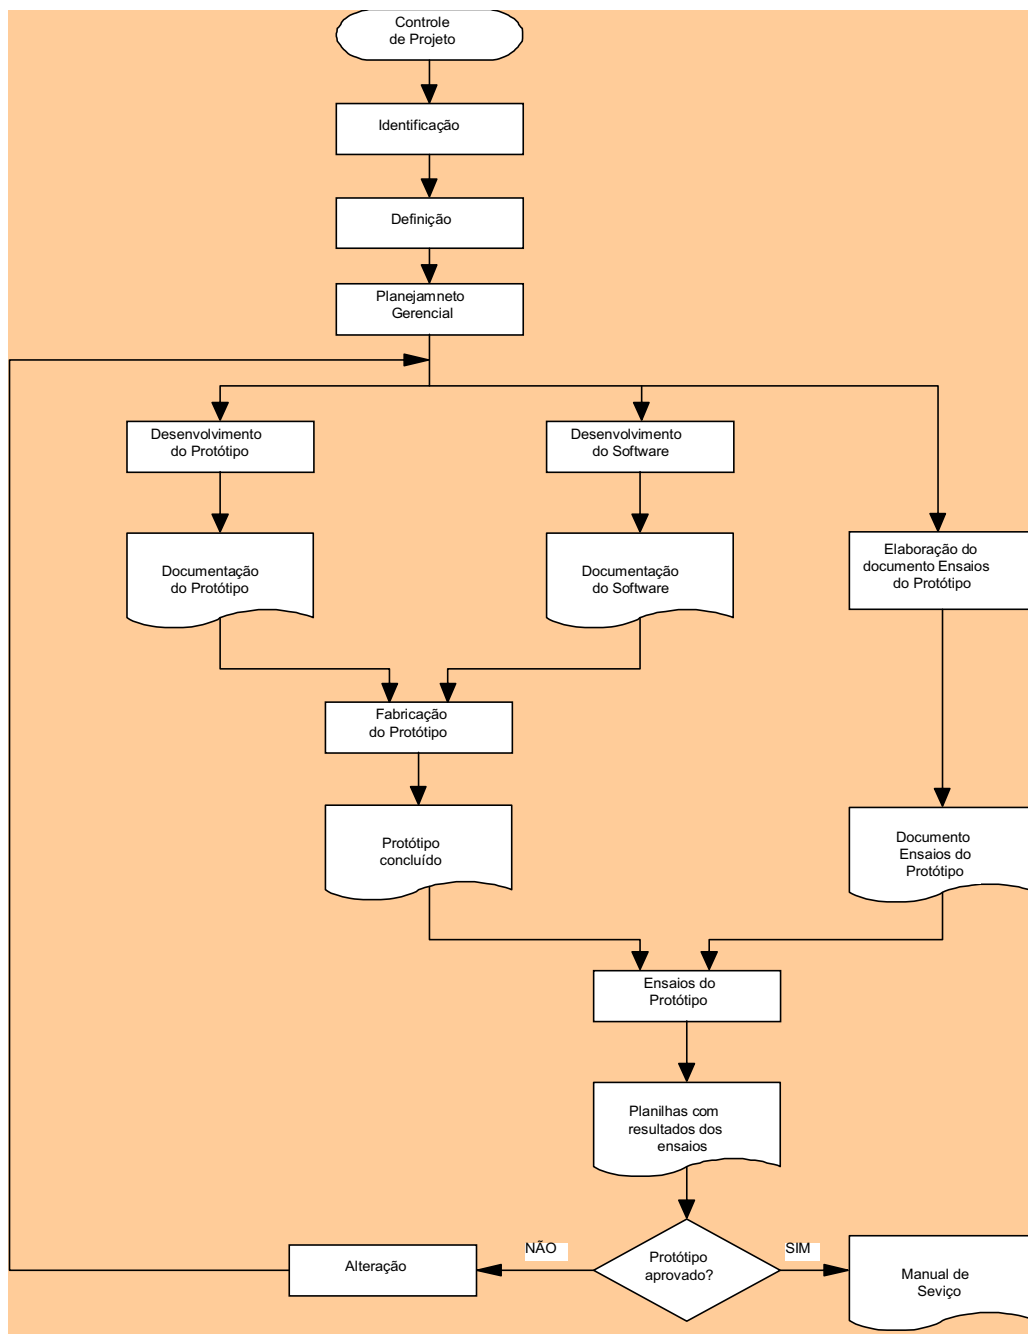 Controle
de Projeto
Identificação
Definição
Planejamneto
Gerencial
Desenvolvimento
do Protótipo
Desenvolvimento
do Software
Documentação
do Protótipo
Documentação
do Software
Elaboração do
documento Ensaios
do Protótipo
Fabricação
do Protótipo
Protótipo
concluído
Documento
Ensaios do
Protótipo
Ensaios do
Protótipo
Planilhas com
resultados dos
ensaios
Alteração
NÃO
Protótipo
aprovado?
SIM
Manual de
Seviço